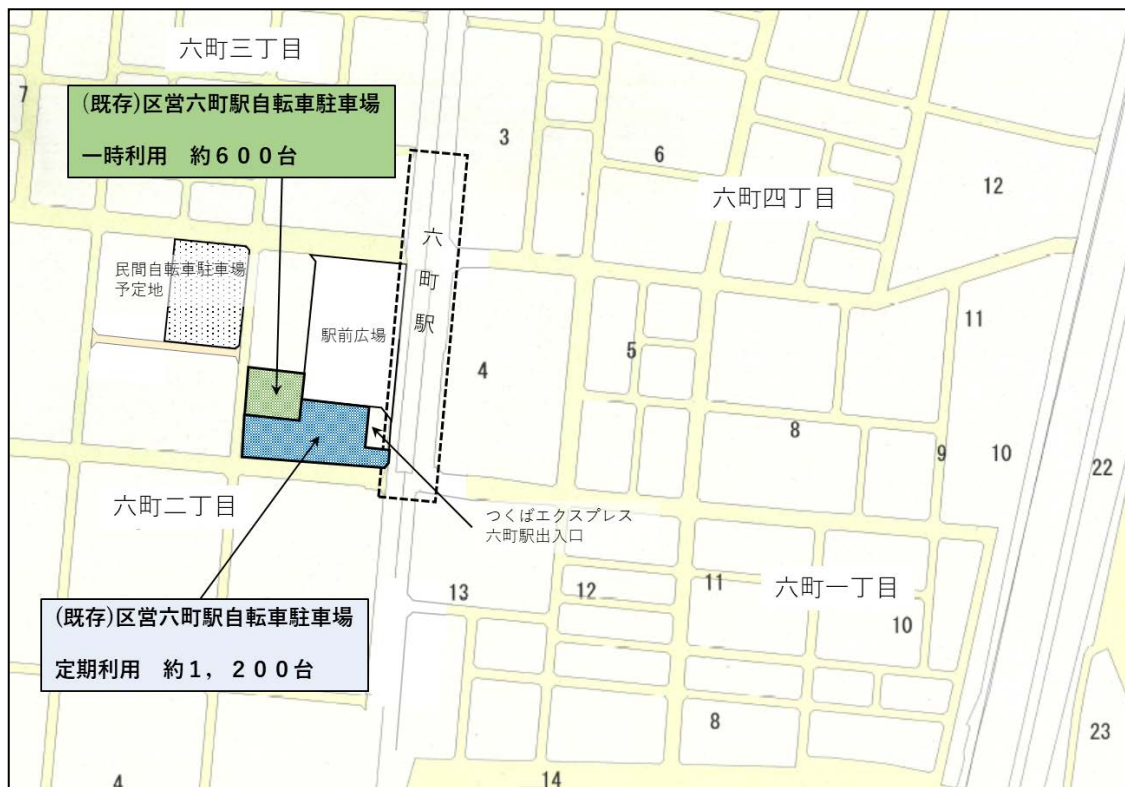 六町三丁目
7
(既存)区営六町駅自転車駐車場
一時利用　約６００台
3
6
六町四丁目
12
六町駅
民間自転車駐車場
予定地
駅前広場
11
5
4
8
9
10
22
六町二丁目
つくばエクスプレス
六町駅出入口
13
12
11
六町一丁目
10
(既存)区営六町駅自転車駐車場
定期利用　約１，２００台
8
23
4
14